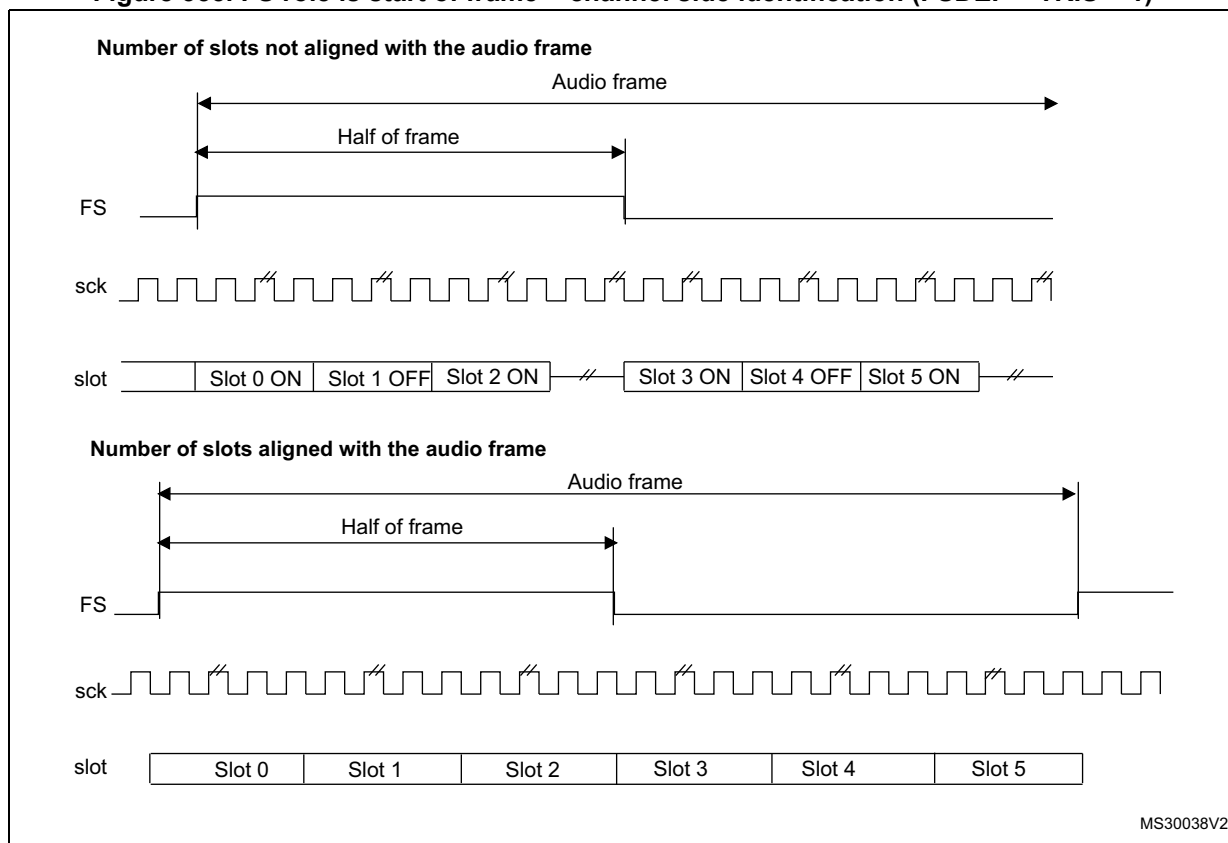 Number of slots not aligned with the audio frame
Audio frame
Half of frame
FS
sck
slot
Slot 0 ON
Slot 1 OFF
Slot 2 ON
Slot 3 ON
Slot 4 OFF
Slot 5 ON
Number of slots aligned with the audio frame
Audio frame
Half of frame
FS
sck
slot
Slot 0
Slot 1
Slot 2
Slot 3
Slot 4
Slot 5
MS30038V2